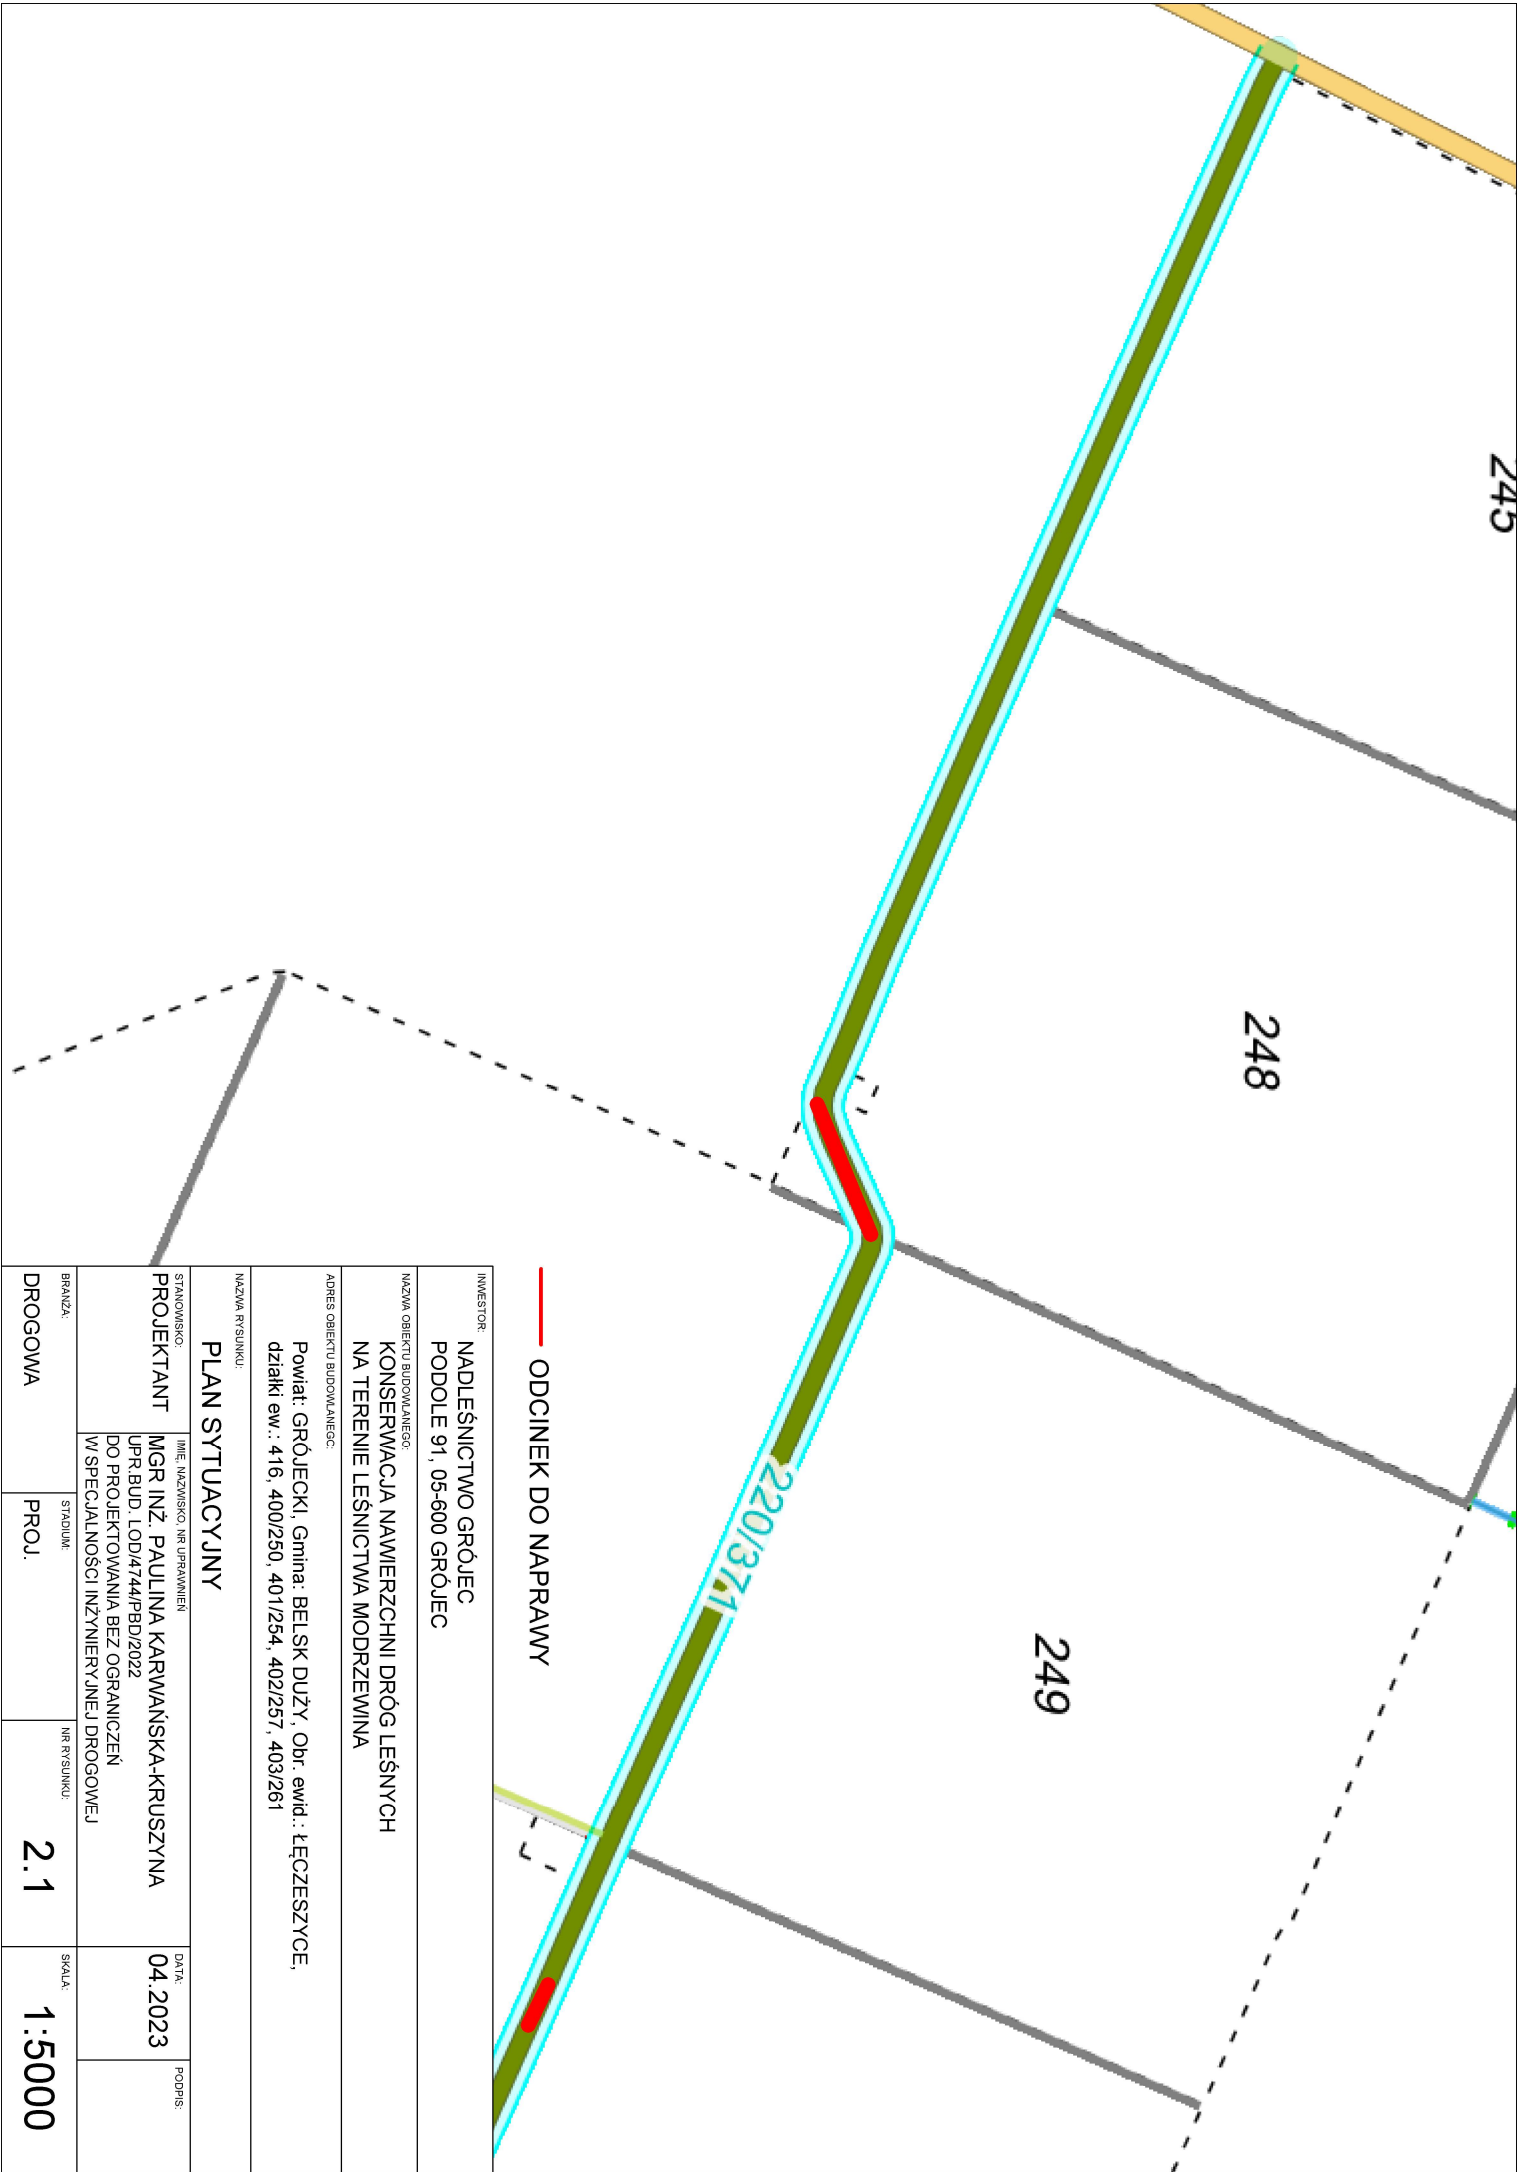 245
248
249
220/371
ODCINEK DO NAPRAWY
INWESTOR:
NADLEŚNICTWO GRÓJEC
PODOLE 91, 05-600 GRÓJEC
NAZWA OBIEKTU BUDOWLANEGO:
KONSERWACJA NAWIERZCHNI DRÓG LEŚNYCH
NA TERENIE LEŚNICTWA MODRZEWINA
ADRES OBIEKTU BUDOWLANEGO:
Powiat: GRÓJECKI, Gmina: BELSK DUŻY, Obr. ewid.: ŁĘCZESZYCE,
działki ew.: 416, 400/250, 401/254, 402/257, 403/261
NAZWA RYSUNKU:
PLAN SYTUACYJNY
STANOWISKO:
PROJEKTANT
IMIĘ, NAZWISKO, NR UPRAWNIEŃ
MGR INŻ. PAULINA KARWAŃSKA-KRUSZYNA
UPR.BUD. LOD/4744/PBD/2022
DO PROJEKTOWANIA BEZ OGRANICZEŃ
W SPECJALNOŚCI INŻYNIERYJNEJ DROGOWEJ
DATA:
04.2023
PODPIS:
BRANŻA:
DROGOWA
STADIUM:
PROJ.
NR RYSUNKU:
2.1
SKALA:
1:5000